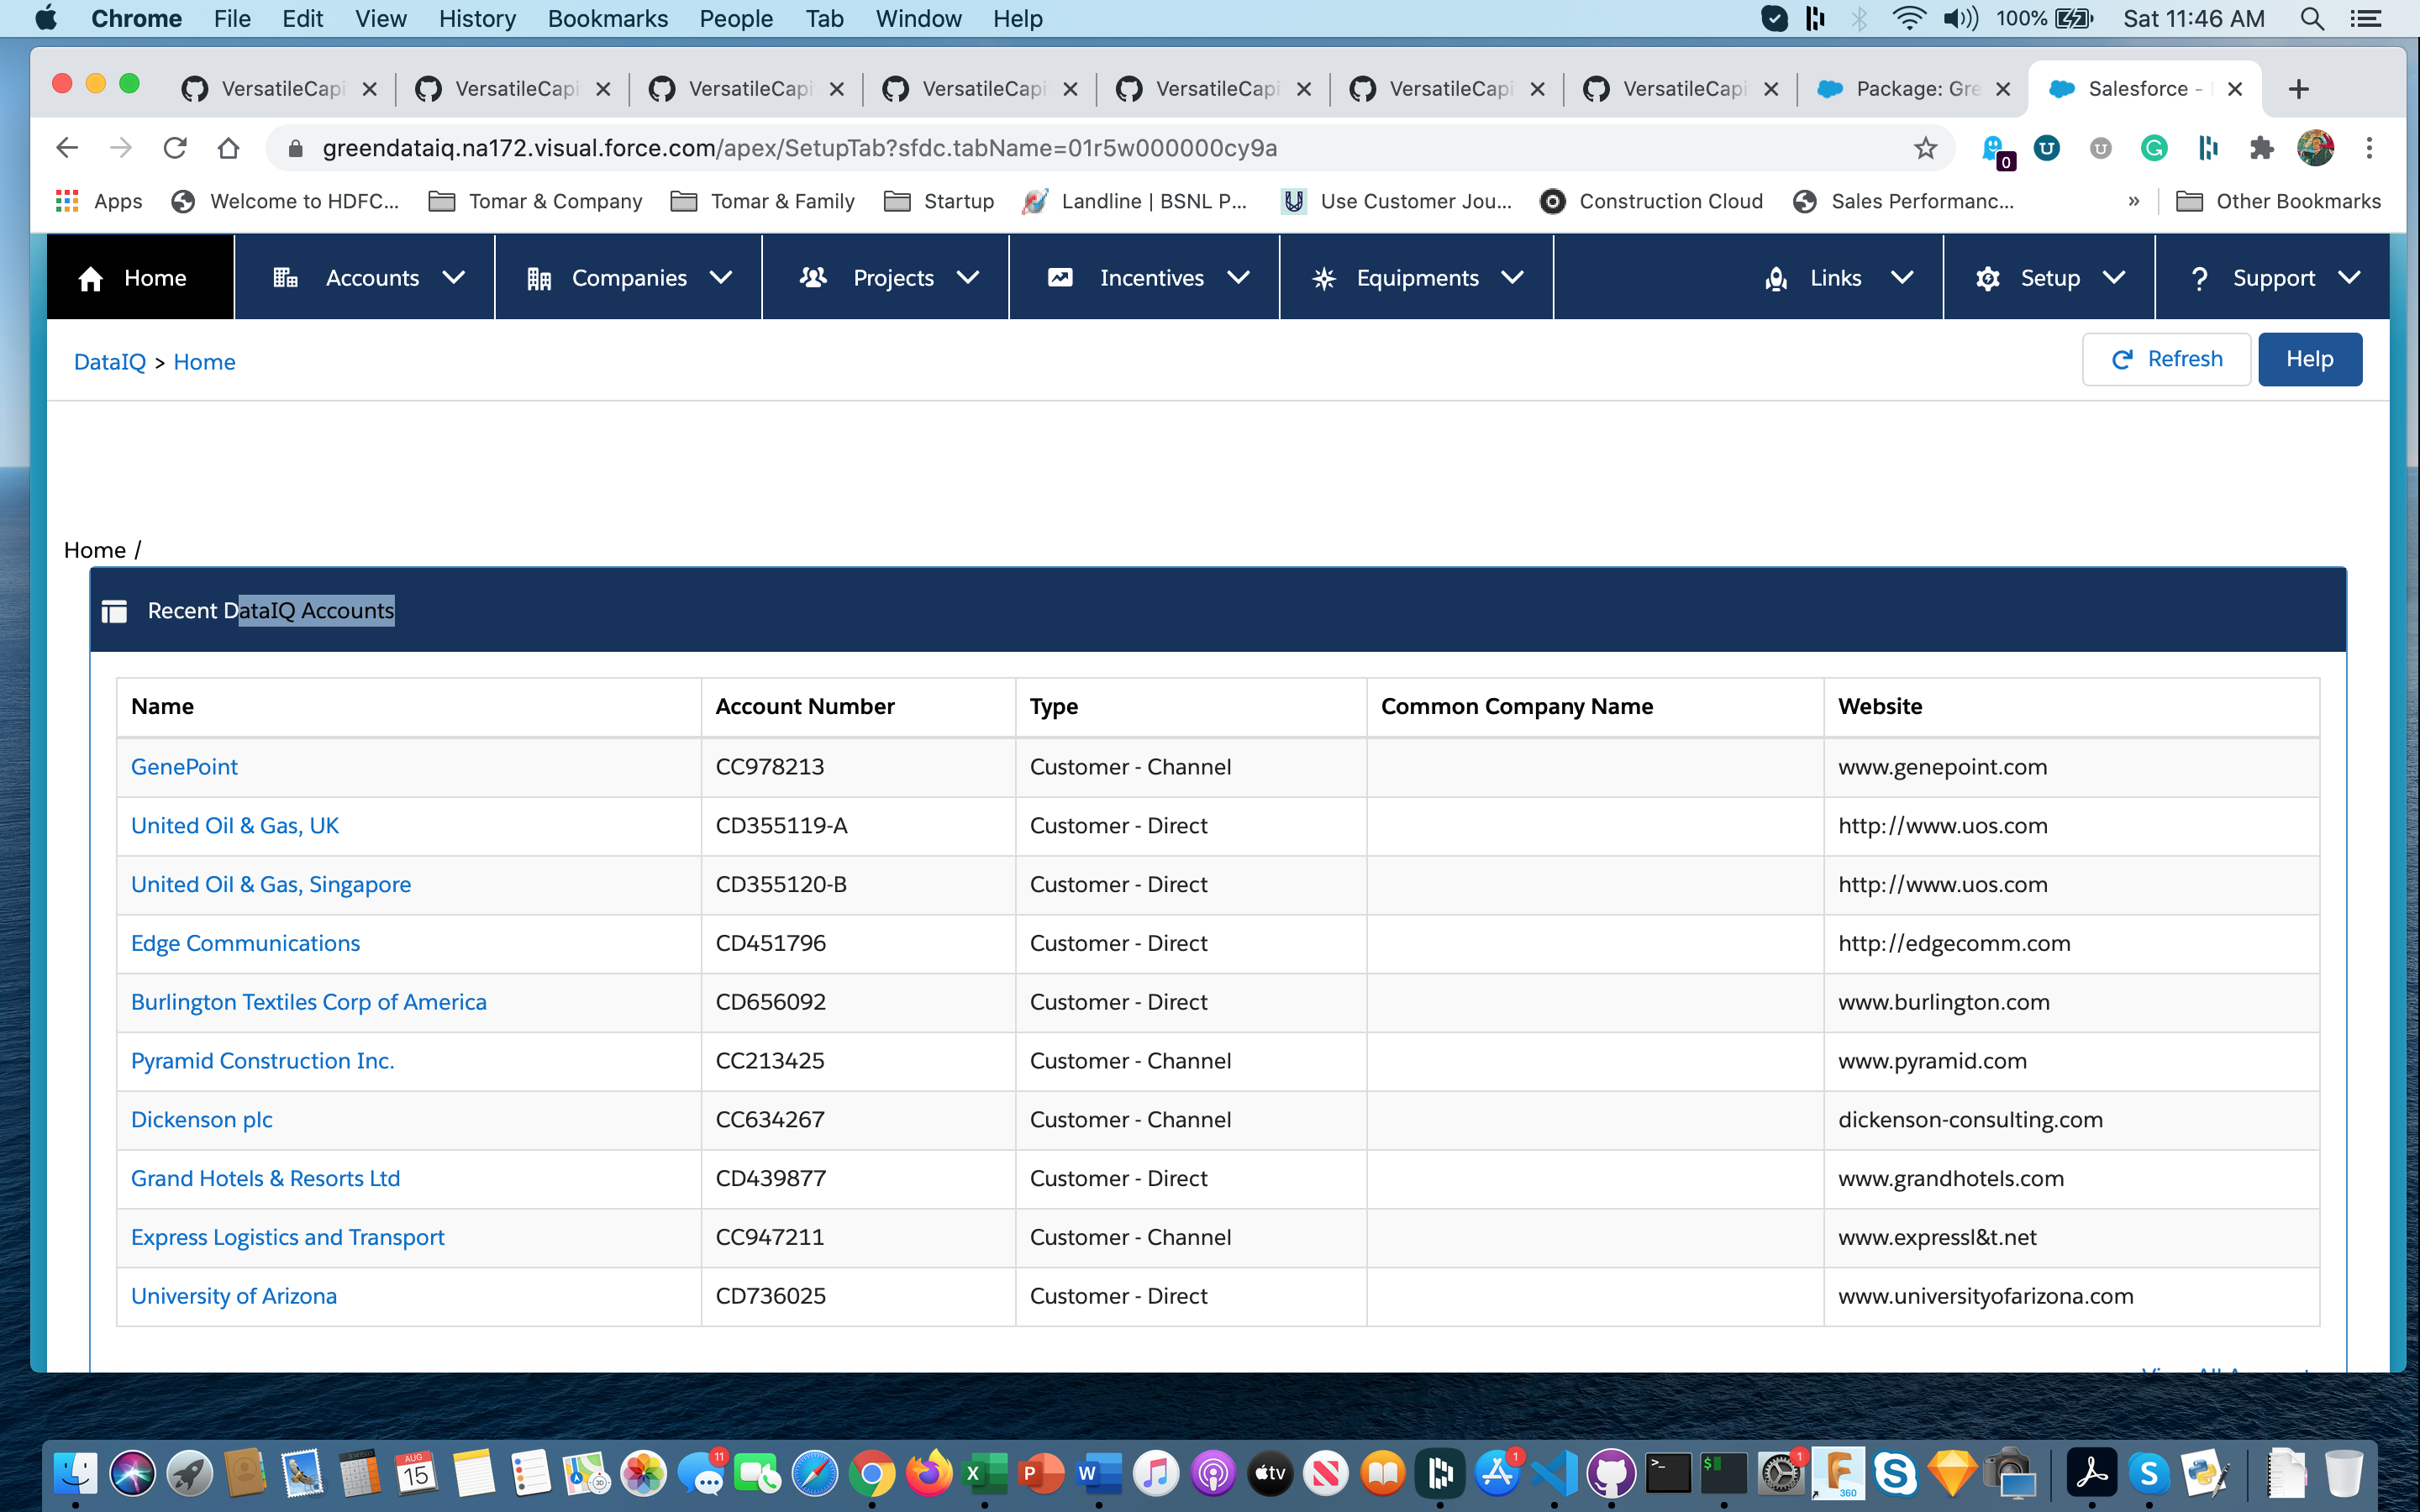 Chrome File Edit View History Bookmarks People Tab Window Help 100% Sat 11:46 AM
VersatileCapi VersatileCapi VersatileCapi VersatileCapi VersatileCapi VersatileCapi VersatileCapi Package: Gre Salesforce -
greendataiq.na172.visual.force.com/apex/SetupTab?sfdc.tabName=01r5w000000cy9a 0
Apps Welcome to HDFC... Tomar & Company Tomar & Family Startup Landline | BSNL P... Use Customer Jou... Construction Cloud Sales Performanc... » Other Bookmarks
Home Accounts Companies Projects Incentives Equipments Links Setup ? Support
DataIQ > Home Refresh Help
Home /
Recent DataIQ Accounts
Name Account Number Type Common Company Name Website
GenePoint CC978213 Customer - Channel www.genepoint.com
United Oil & Gas, UK CD355119-A Customer - Direct http://www.uos.com
United Oil & Gas, Singapore CD355120-B Customer - Direct http://www.uos.com
Edge Communications CD451796 Customer - Direct http://edgecomm.com
Burlington Textiles Corp of America CD656092 Customer - Direct www.burlington.com
Pyramid Construction Inc. CC213425 Customer - Channel www.pyramid.com
Dickenson plc CC634267 Customer - Channel dickenson-consulting.com
Grand Hotels & Resorts Ltd CD439877 Customer - Direct www.grandhotels.com
Express Logistics and Transport CC947211 Customer - Channel www.expressl&t.net
University of Arizona CD736025 Customer - Direct www.universityofarizona.com
AUG 15 11 X P W tv 1 >_ $ 1 F 360 S S